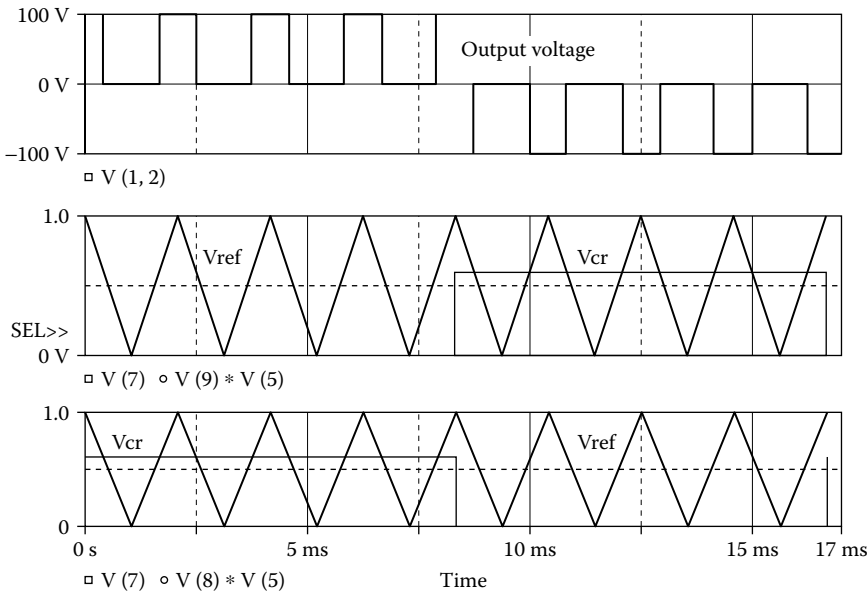 100 V
Output voltage
0 V
−100 V
□ V (1, 2)
1.0
Vref
Vcr
SEL>>
0 V
□ V (7) ○ V (9) * V (5)
1.0
Vcr
Vref
0
0 s 5 ms 10 ms 15 ms 17 ms
□ V (7) ○ V (8) * V (5) Time